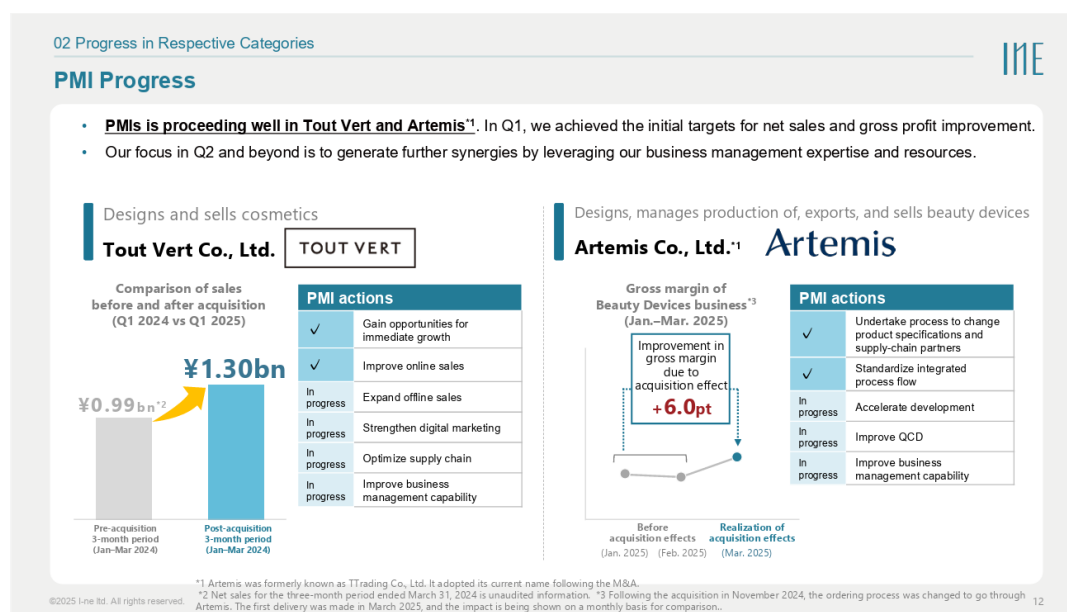 02 Progress in Respective Categories
INE
PMI Progress
• PMIs is proceeding well in Tout Vert and Artemis*1. In Q1, we achieved the initial targets for net sales and gross profit improvement.
• Our focus in Q2 and beyond is to generate further synergies by leveraging our business management expertise and resources.
Designs and sells cosmetics
Tout Vert Co., Ltd.
TOUT VERT
Comparison of sales
before and after acquisition
(Q1 2024 vs Q1 2025)
¥1.30bn
¥0.99bn*2
Pre-acquisition
3-month period
(Jan–Mar 2024)
Post-acquisition
3-month period
(Jan–Mar 2024)
PMI actions
✓ Gain opportunities for
immediate growth
✓ Improve online sales
In
progress
Expand offline sales
In
progress
Strengthen digital marketing
In
progress
Optimize supply chain
In
progress
Improve business
management capability
Designs, manages production of, exports, and sells beauty devices
Artemis Co., Ltd.*1
Artemis
Gross margin of
Beauty Devices business*3
(Jan.–Mar. 2025)
Improvement in
gross margin
due to
acquisition effect
+6.0pt
Before
acquisition effects
(Jan. 2025) (Feb. 2025)
Realization of
acquisition effects
(Mar. 2025)
PMI actions
✓ Undertake process to change
product specifications and
supply-chain partners
✓ Standardize integrated
process flow
In
progress
Accelerate development
In
progress
Improve QCD
In
progress
Improve business
management capability
*1 Artemis was formerly known as TTrading Co., Ltd. It adopted its current name following the M&A.
*2 Net sales for the three-month period ended March 31, 2024 is unaudited information. *3 Following the acquisition in November 2024, the ordering process was changed to go through
Artemis. The first delivery was made in March 2025, and the impact is being shown on a monthly basis for comparison..
©2025 I-ne ltd. All rights reserved.
12